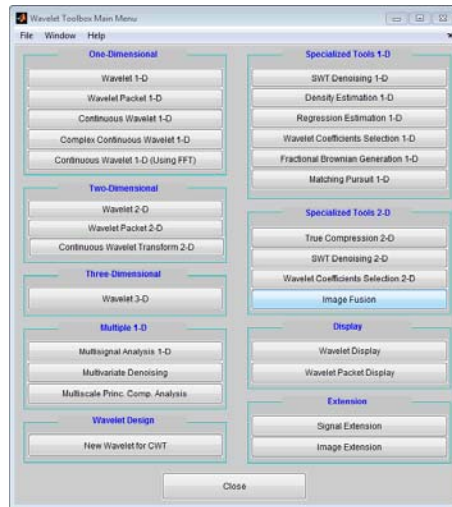 Wavelet Toolbox Main Menu
File Window Help
One-Dimensional
Wavelet 1-D
Wavelet Packet 1-D
Continuous Wavelet 1-D
Complex Continuous Wavelet 1-D
Continuous Wavelet 1-D (Using FFT)
Two-Dimensional
Wavelet 2-D
Wavelet Packet 2-D
Continuous Wavelet Transform 2-D
Three-Dimensional
Wavelet 3-D
Multiple 1-D
Multisignal Analysis 1-D
Multivariate Denoising
Multiscale Princ. Comp. Analysis
Wavelet Design
New Wavelet for CWT
Specialized Tools 1-D
SWT Denoising 1-D
Density Estimation 1-D
Regression Estimation 1-D
Wavelet Coefficients Selection 1-D
Fractional Brownian Generation 1-D
Matching Pursuit 1-D
Specialized Tools 2-D
True Compression 2-D
SWT Denoising 2-D
Wavelet Coefficients Selection 2-D
Image Fusion
Display
Wavelet Display
Wavelet Packet Display
Extension
Signal Extension
Image Extension
Close